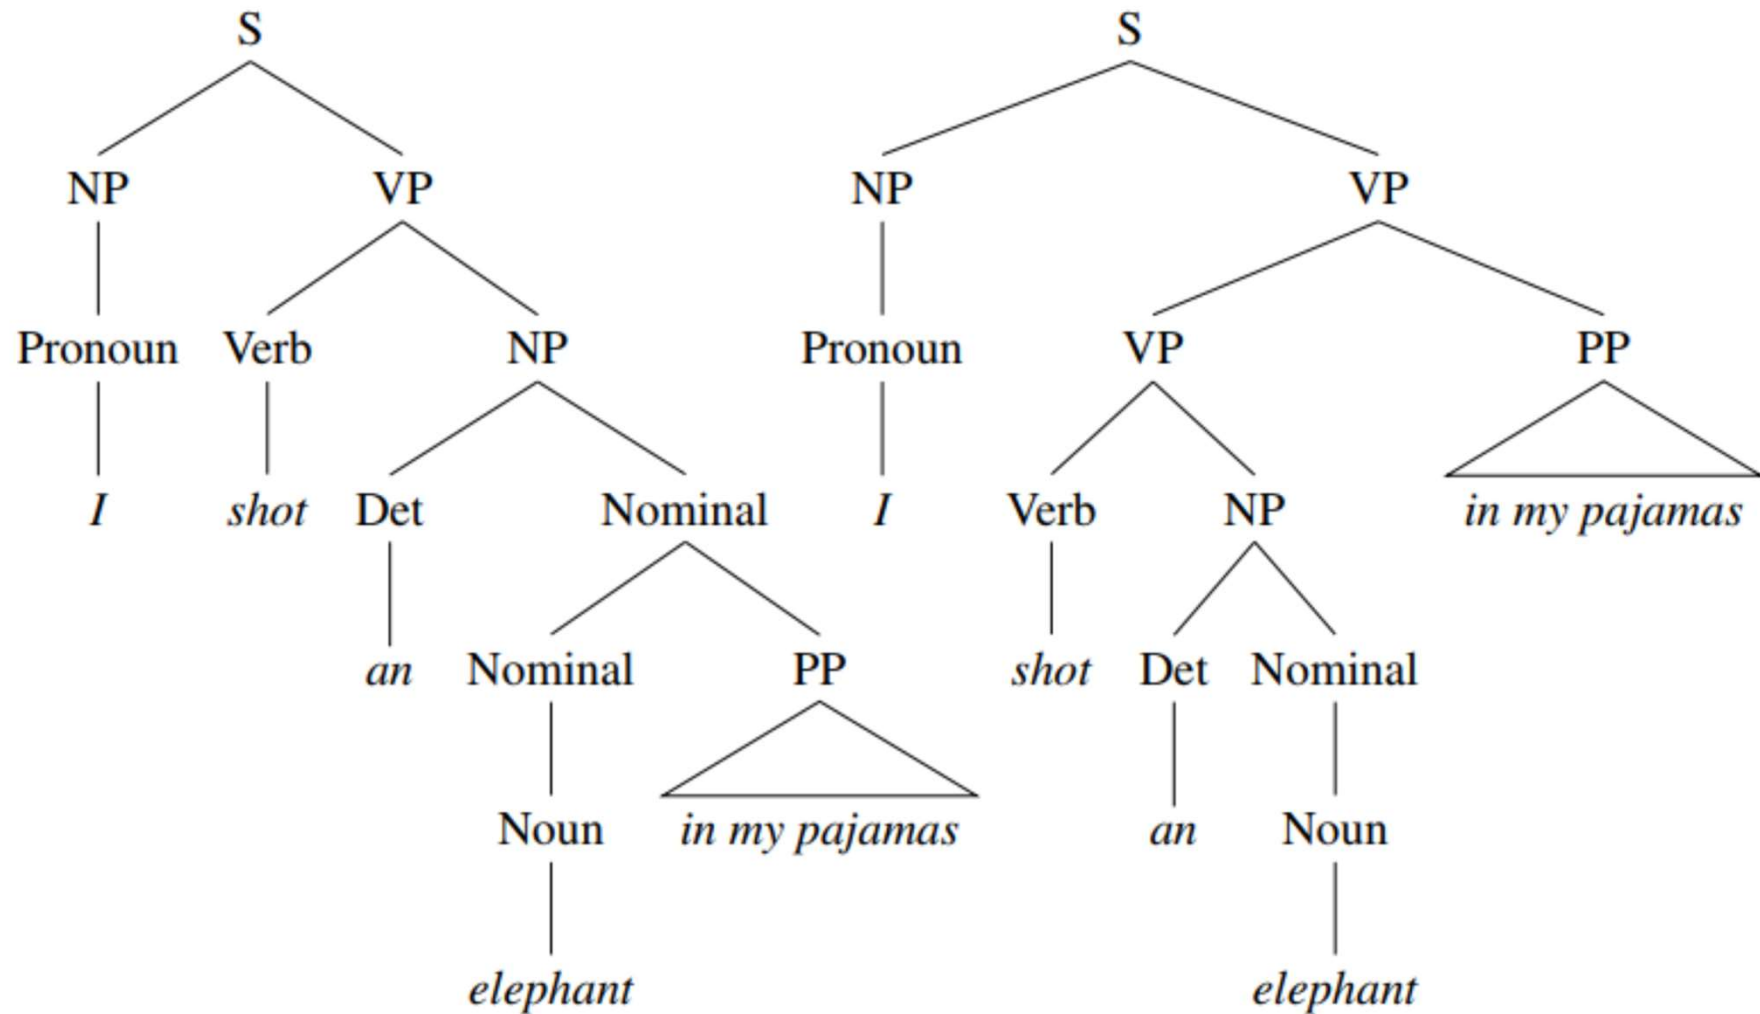 S S
NP VP NP VP
Pronoun Verb NP Pronoun VP PP
I shot Det Nominal I Verb NP in my pajamas
an Nominal PP shot Det Nominal
Noun in my pajamas an Noun
elephant elephant